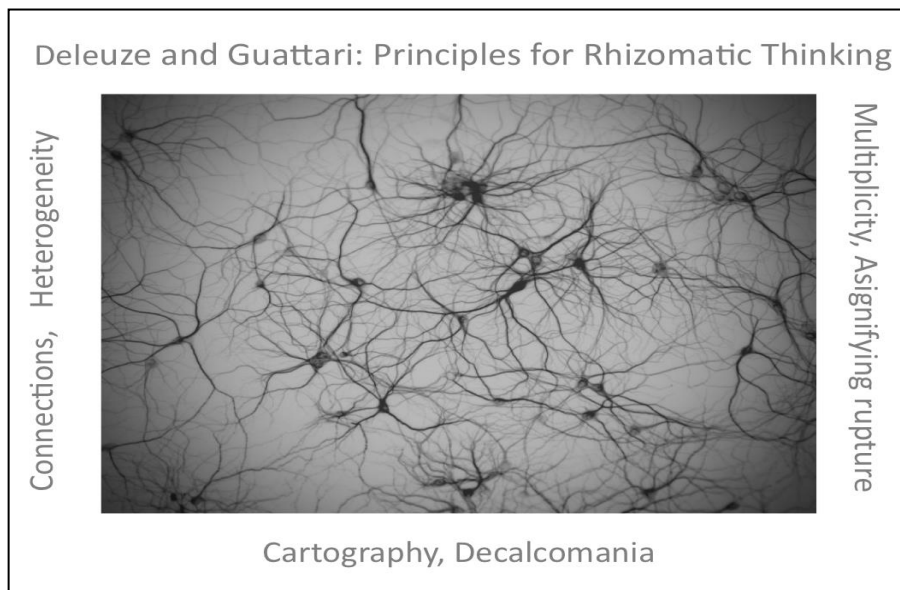 Deleuze and Guattari: Principles for Rhizomatic Thinking
Connections, Heterogeneity
Multiplicity, Asignifying rupture
Cartography, Decalcomania